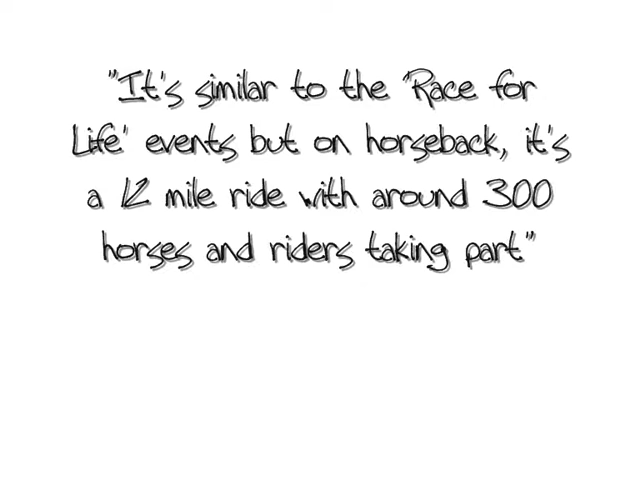 "It's similar to the 'Race for
Life' events but on horseback, it's
a 12 mile ride with around 300
horses and riders taking part"